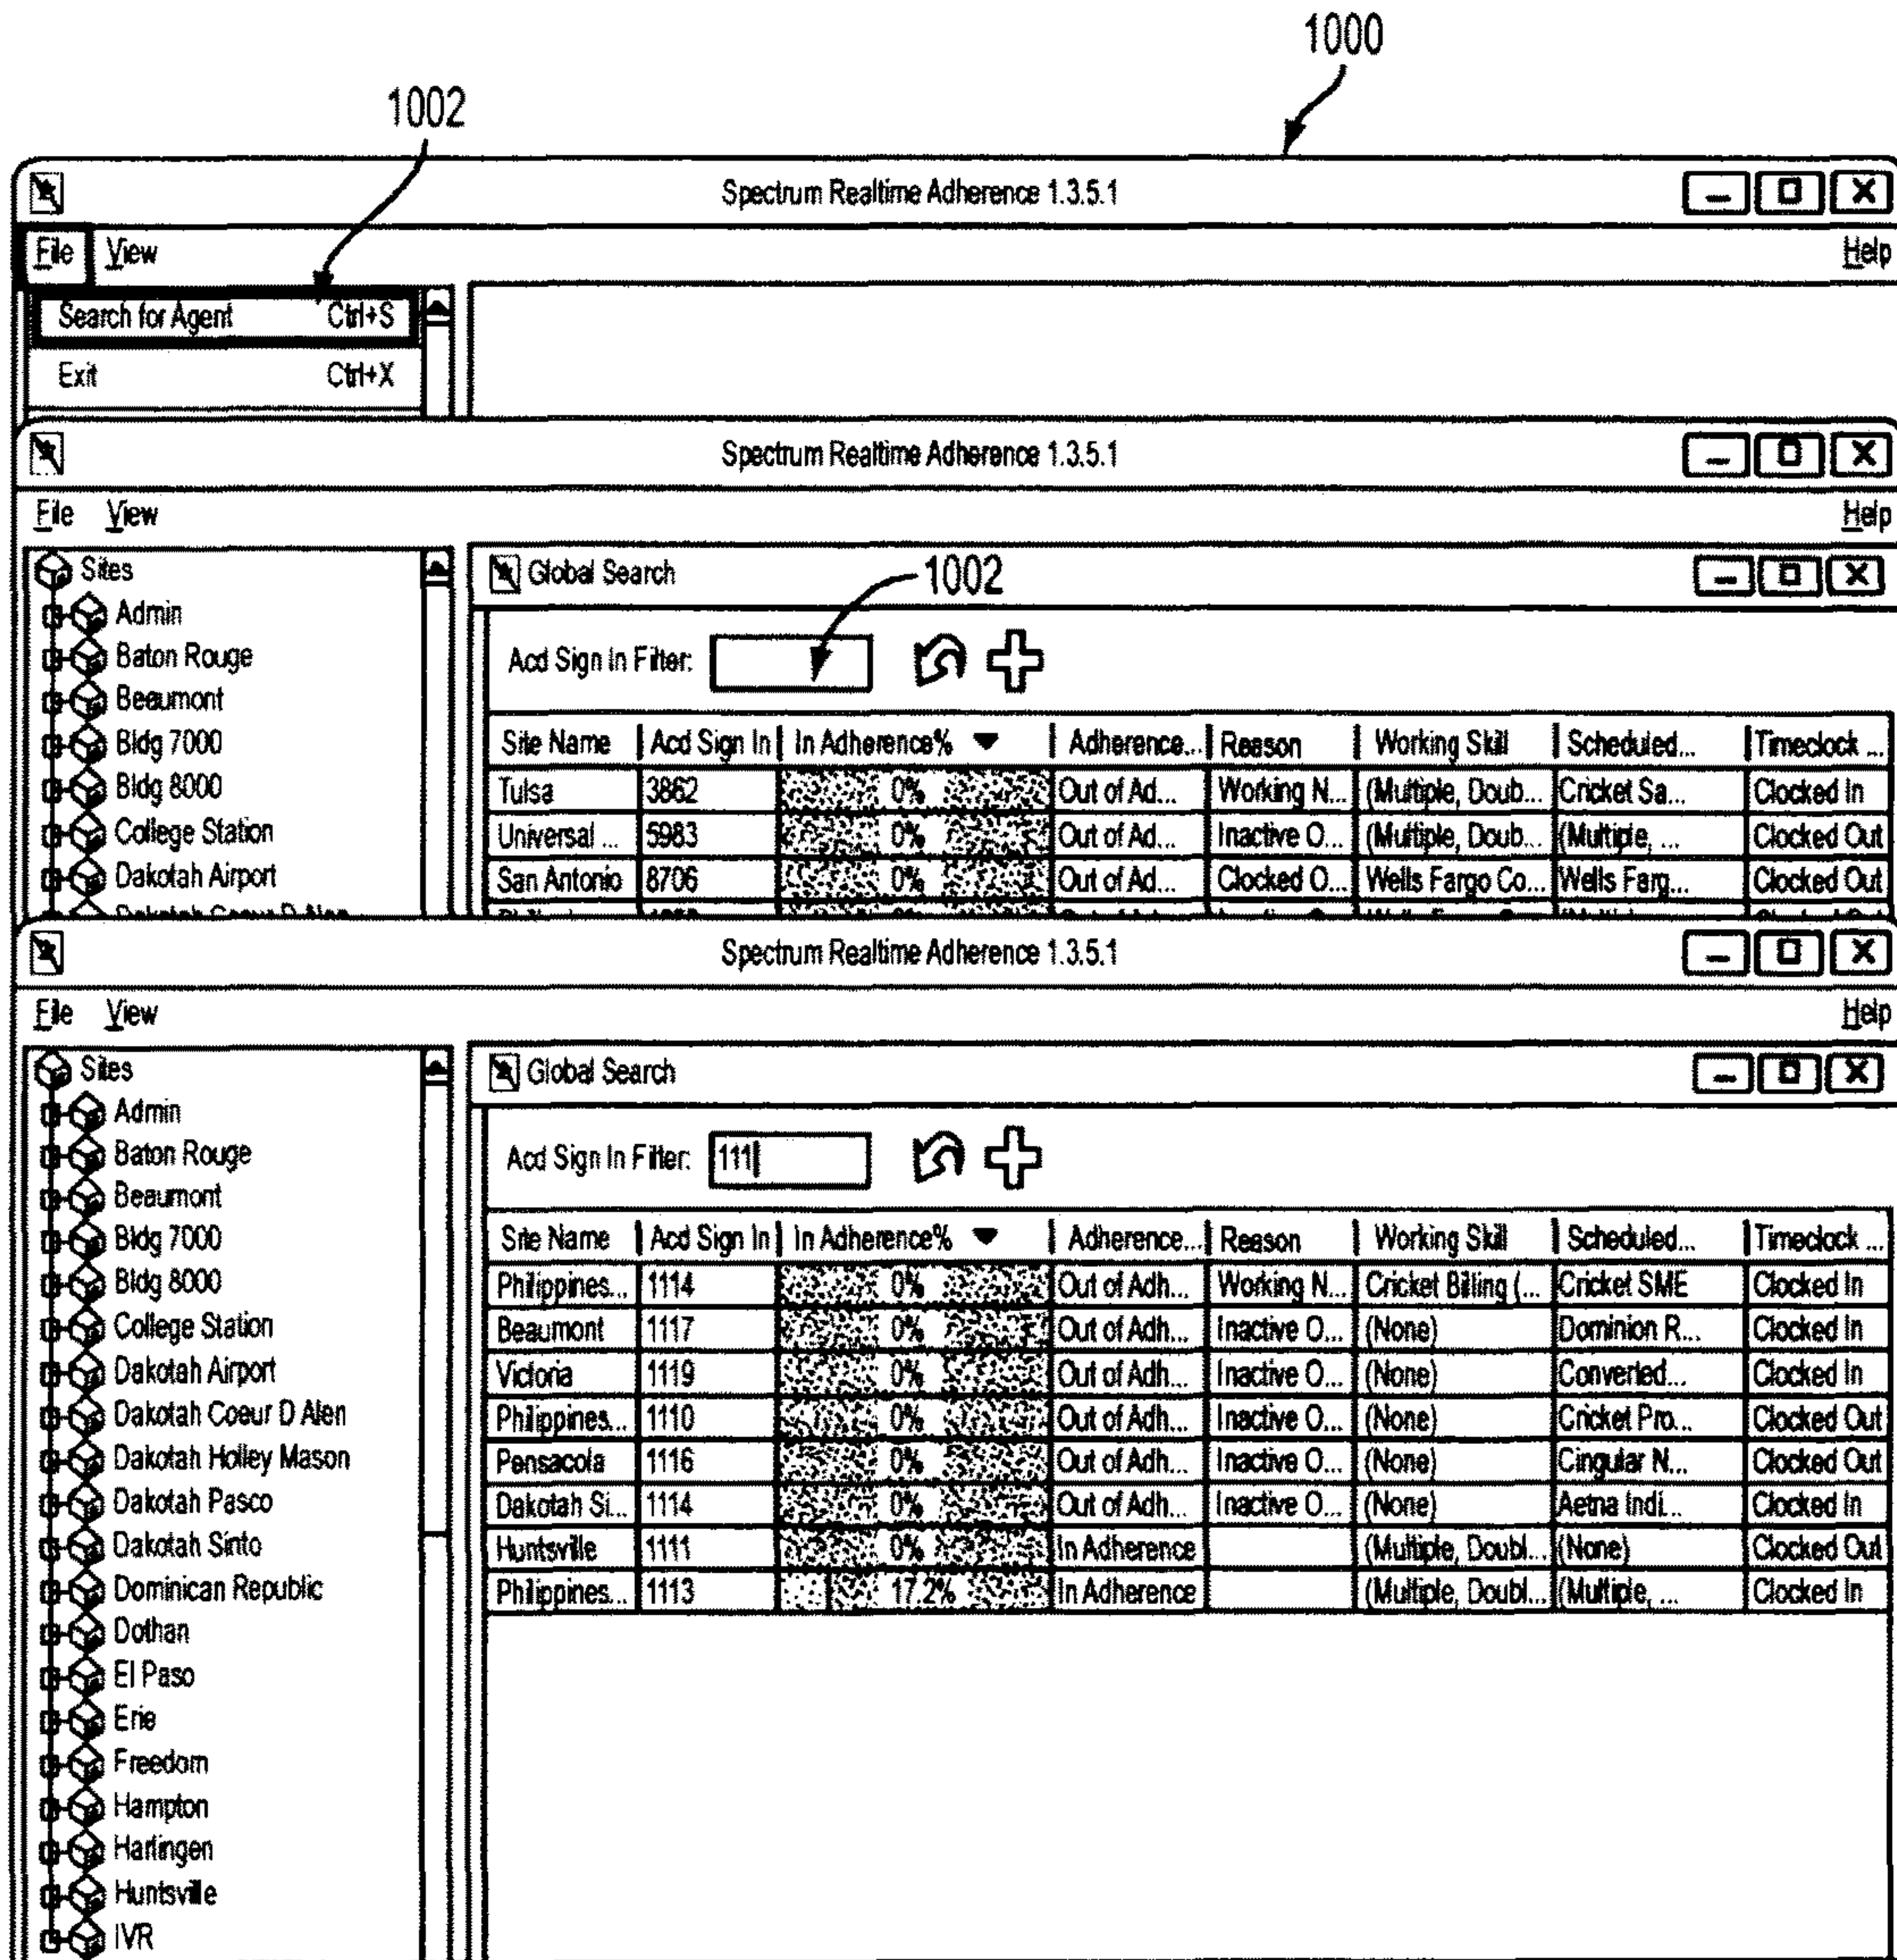 1000
1002
Spectrum Realtime Adherence 1.3.5.1
File View Help
Search for Agent Ctrl+S
Exit Ctrl+X
Spectrum Realtime Adherence 1.3.5.1
File View Help
Sites
Admin
Baton Rouge
Beaumont
Bldg 7000
Bldg 8000
College Station
Dakotah Airport
Dakotah Coeur D Alen
Global Search
1002
Acd Sign In Filter:
Site Name Acd Sign In In Adherence% Adherence... Reason Working Skill Scheduled... Timeclock ...
Tulsa 3862 0% Out of Ad... Working N... (Multiple, Doub... Cricket Sa... Clocked In
Universal ... 5983 0% Out of Ad... Inactive O... (Multiple, Doub... (Multiple, ... Clocked Out
San Antonio 8706 0% Out of Ad... Clocked O... Wells Fargo Co... Wells Farg... Clocked Out
Spectrum Realtime Adherence 1.3.5.1
File View Help
Sites
Admin
Baton Rouge
Beaumont
Bldg 7000
Bldg 8000
College Station
Dakotah Airport
Dakotah Coeur D Alen
Dakotah Holley Mason
Dakotah Pasco
Dakotah Sinto
Dominican Republic
Dothan
El Paso
Erie
Freedom
Hampton
Harlingen
Huntsville
IVR
Global Search
Acd Sign In Filter: 111
Site Name Acd Sign In In Adherence% Adherence... Reason Working Skill Scheduled... Timeclock ...
Philippines... 1114 0% Out of Adh... Working N... Cricket Billing (... Cricket SME Clocked In
Beaumont 1117 0% Out of Adh... Inactive O... (None) Dominion R... Clocked In
Victoria 1119 0% Out of Adh... Inactive O... (None) Converted... Clocked In
Philippines... 1110 0% Out of Adh... Inactive O... (None) Cricket Pro... Clocked Out
Pensacola 1116 0% Out of Adh... Inactive O... (None) Cingular N... Clocked Out
Dakotah Si... 1114 0% Out of Adh... Inactive O... (None) Aetna Indi... Clocked In
Huntsville 1111 0% In Adherence (Multiple, Doubl... (None) Clocked Out
Philippines... 1113 17.2% In Adherence (Multiple, Doubl... (Multiple, ... Clocked In